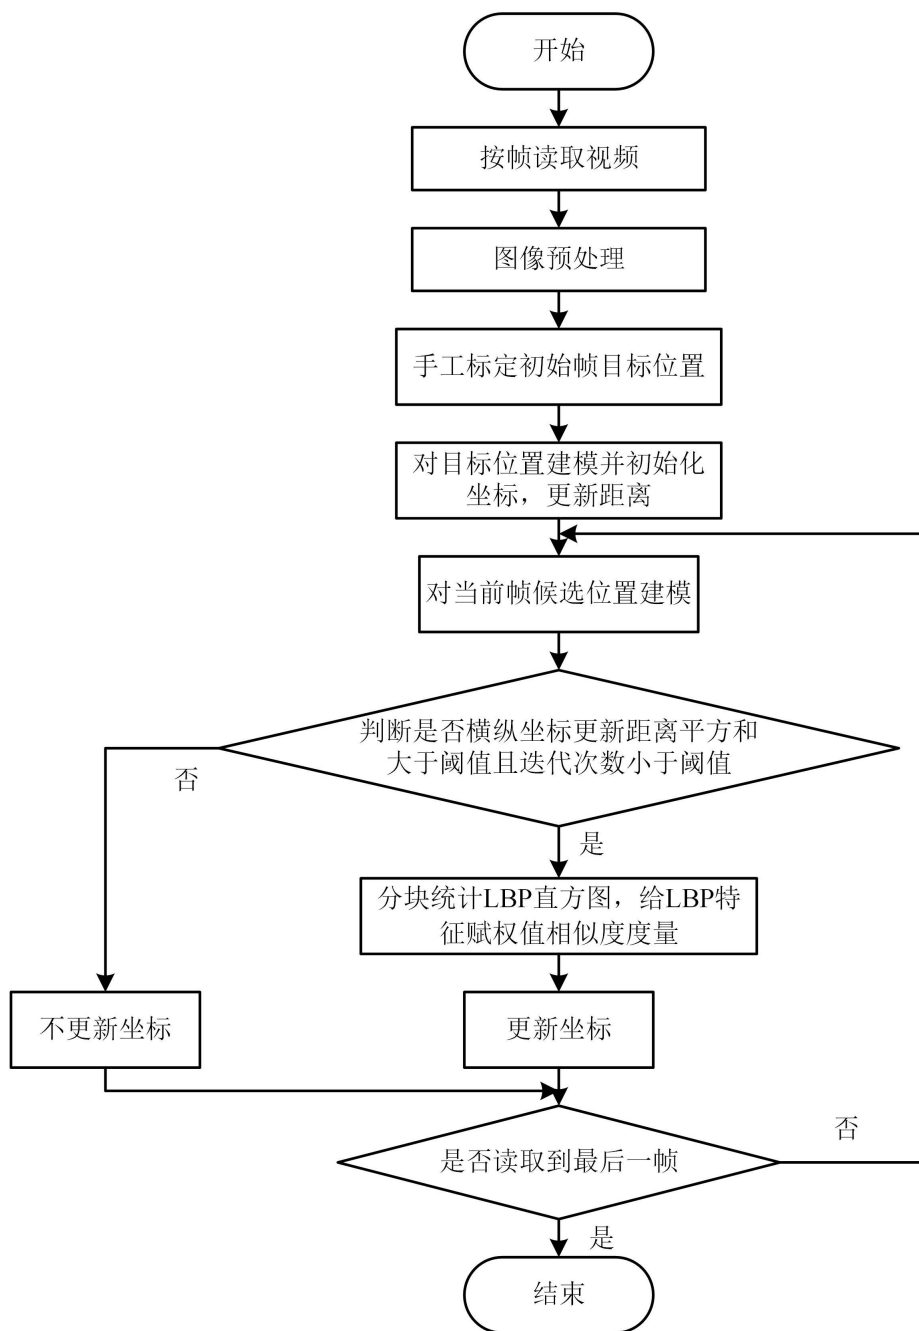 开始
按帧读取视频
图像预处理
手工标定初始帧目标位置
对目标位置建模并初始化
坐标，更新距离
对当前帧候选位置建模
判断是否横纵坐标更新距离平方和
大于阈值且迭代次数小于阈值
否
是
分块统计LBP直方图，给LBP特
征赋权值相似度度量
不更新坐标
更新坐标
是否读取到最后一帧
否
是
结束